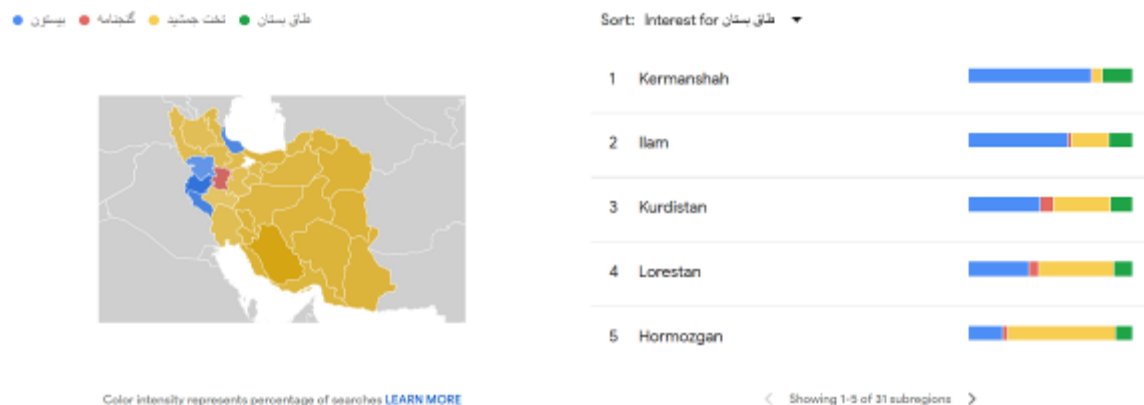 بیستون گنجنامه تخت جمشید طاق بستان
Sort: Interest for طاق بستان
1 Kermanshah
2 Ilam
3 Kurdistan
4 Lorestan
5 Hormozgan
Color intensity represents percentage of searches LEARN MORE
Showing 1-5 of 31 subregions